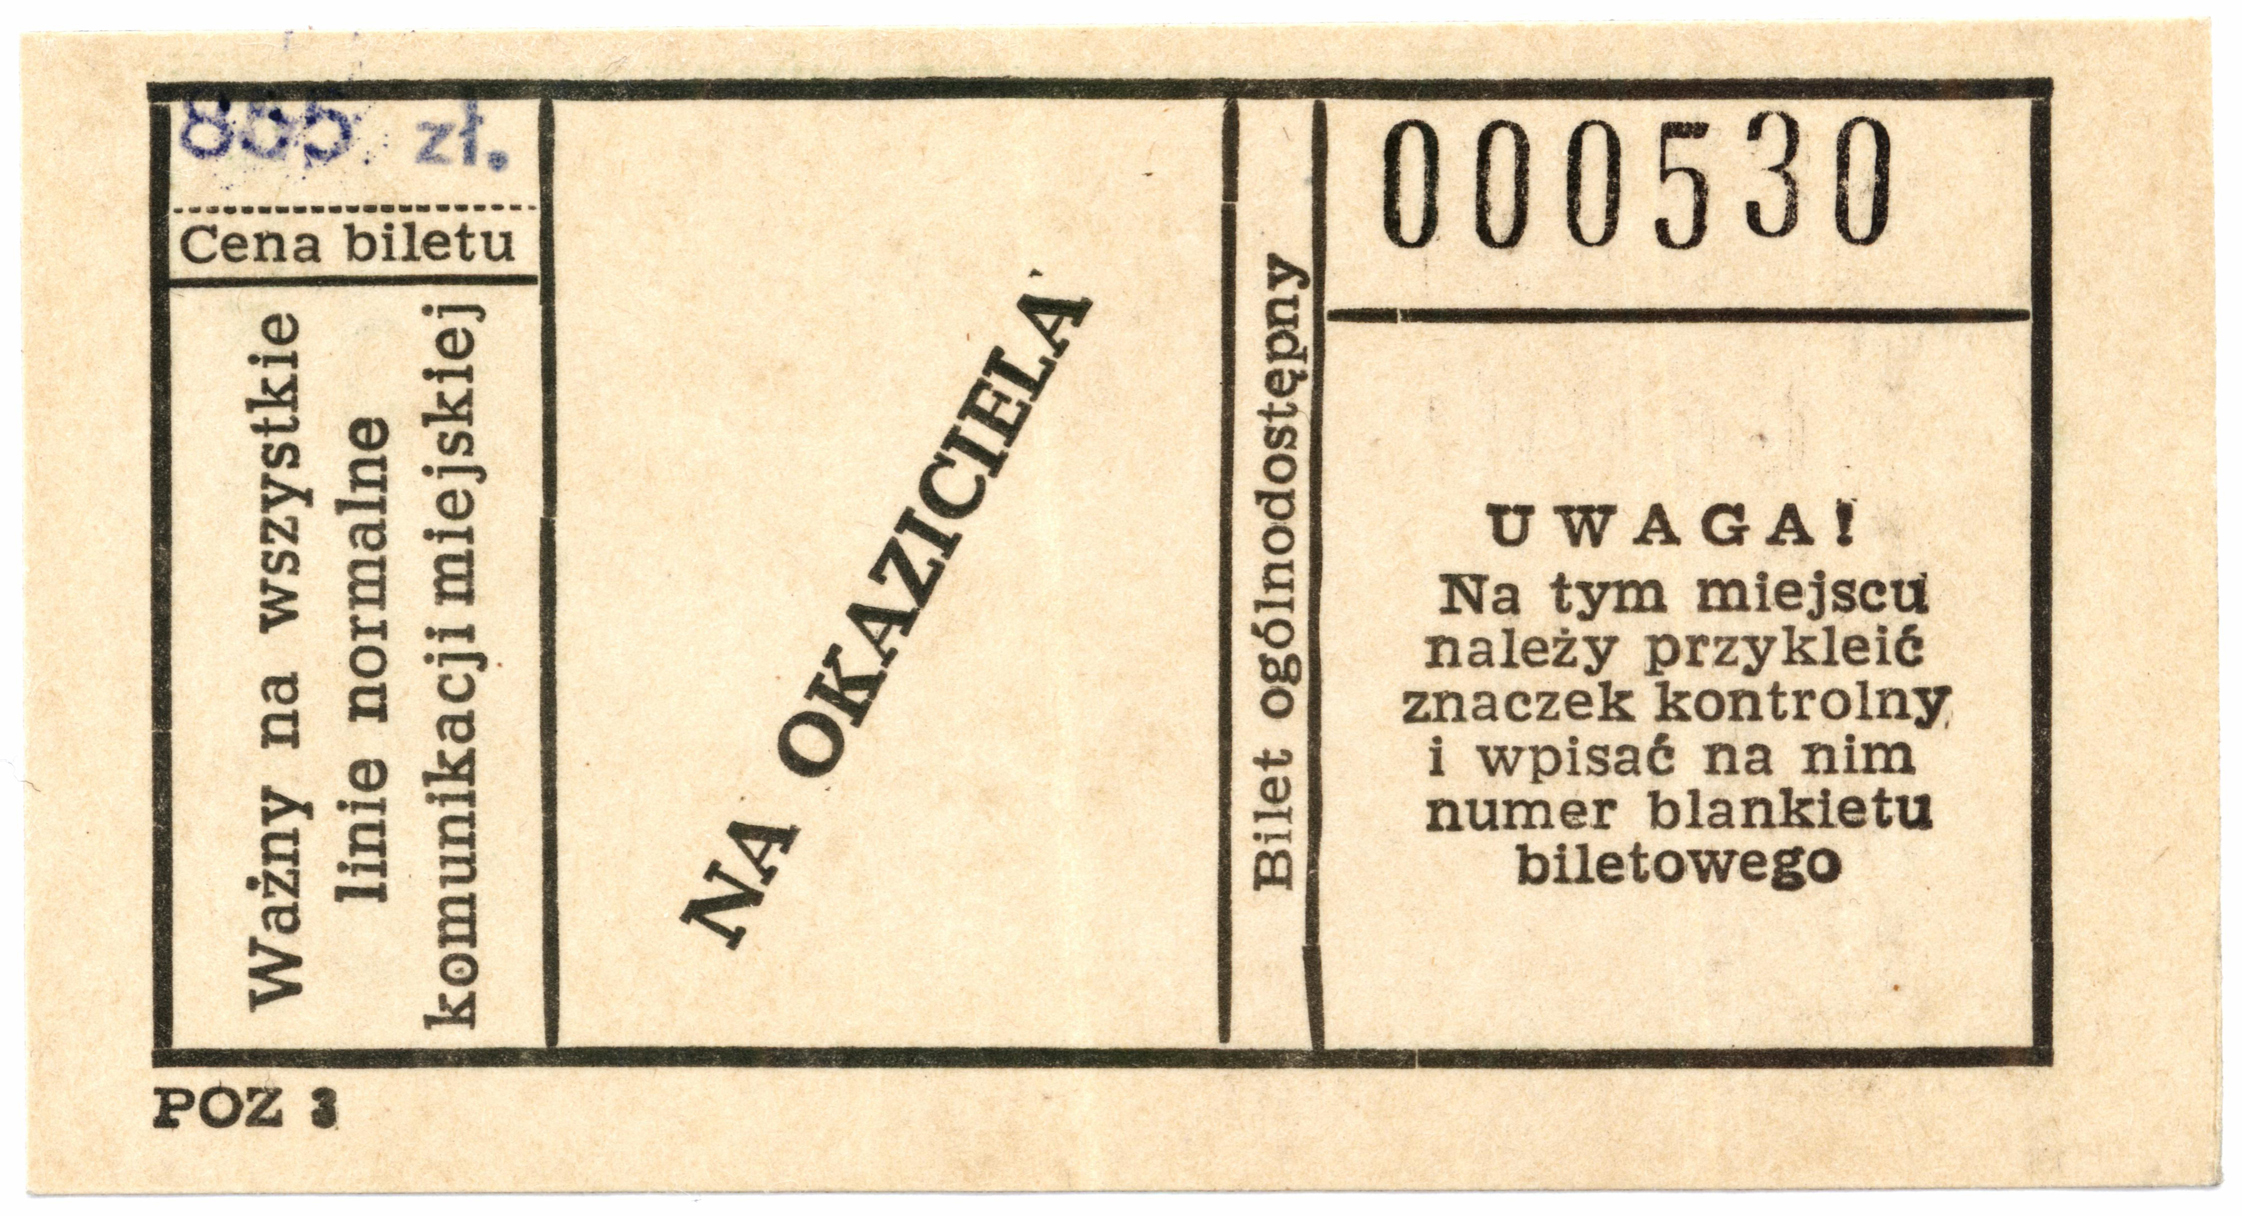 855 zł.
Cena biletu
Ważny na wszystkie
linie normalne
komunikacji miejskiej
NA OKAZICIELA
Bilet ogólnodostępny
000530
UWAGA!
Na tym miejscu
należy przykleić
znaczek kontrolny
i wpisać na nim
numer blankietu
biletowego
POZ 3